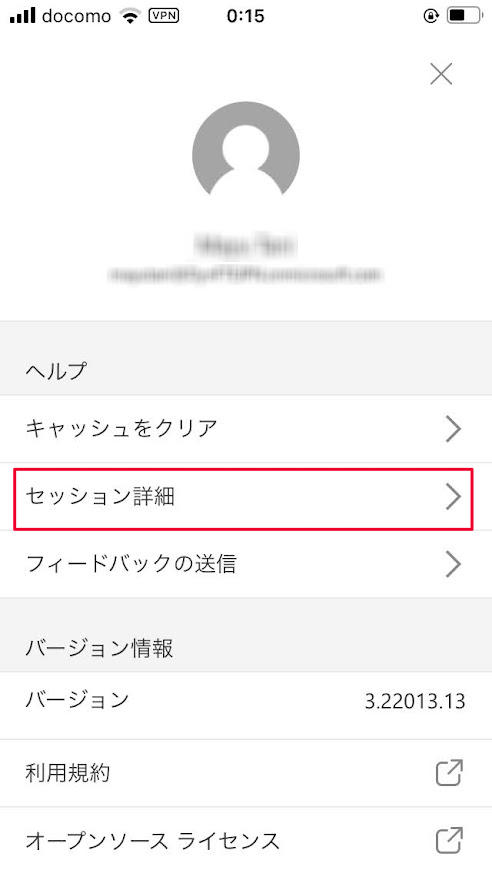 docomo VPN 0:15
ヘルプ
キャッシュをクリア
セッション詳細
フィードバックの送信
バージョン情報
バージョン 3.22013.13
利用規約
オープンソース ライセンス